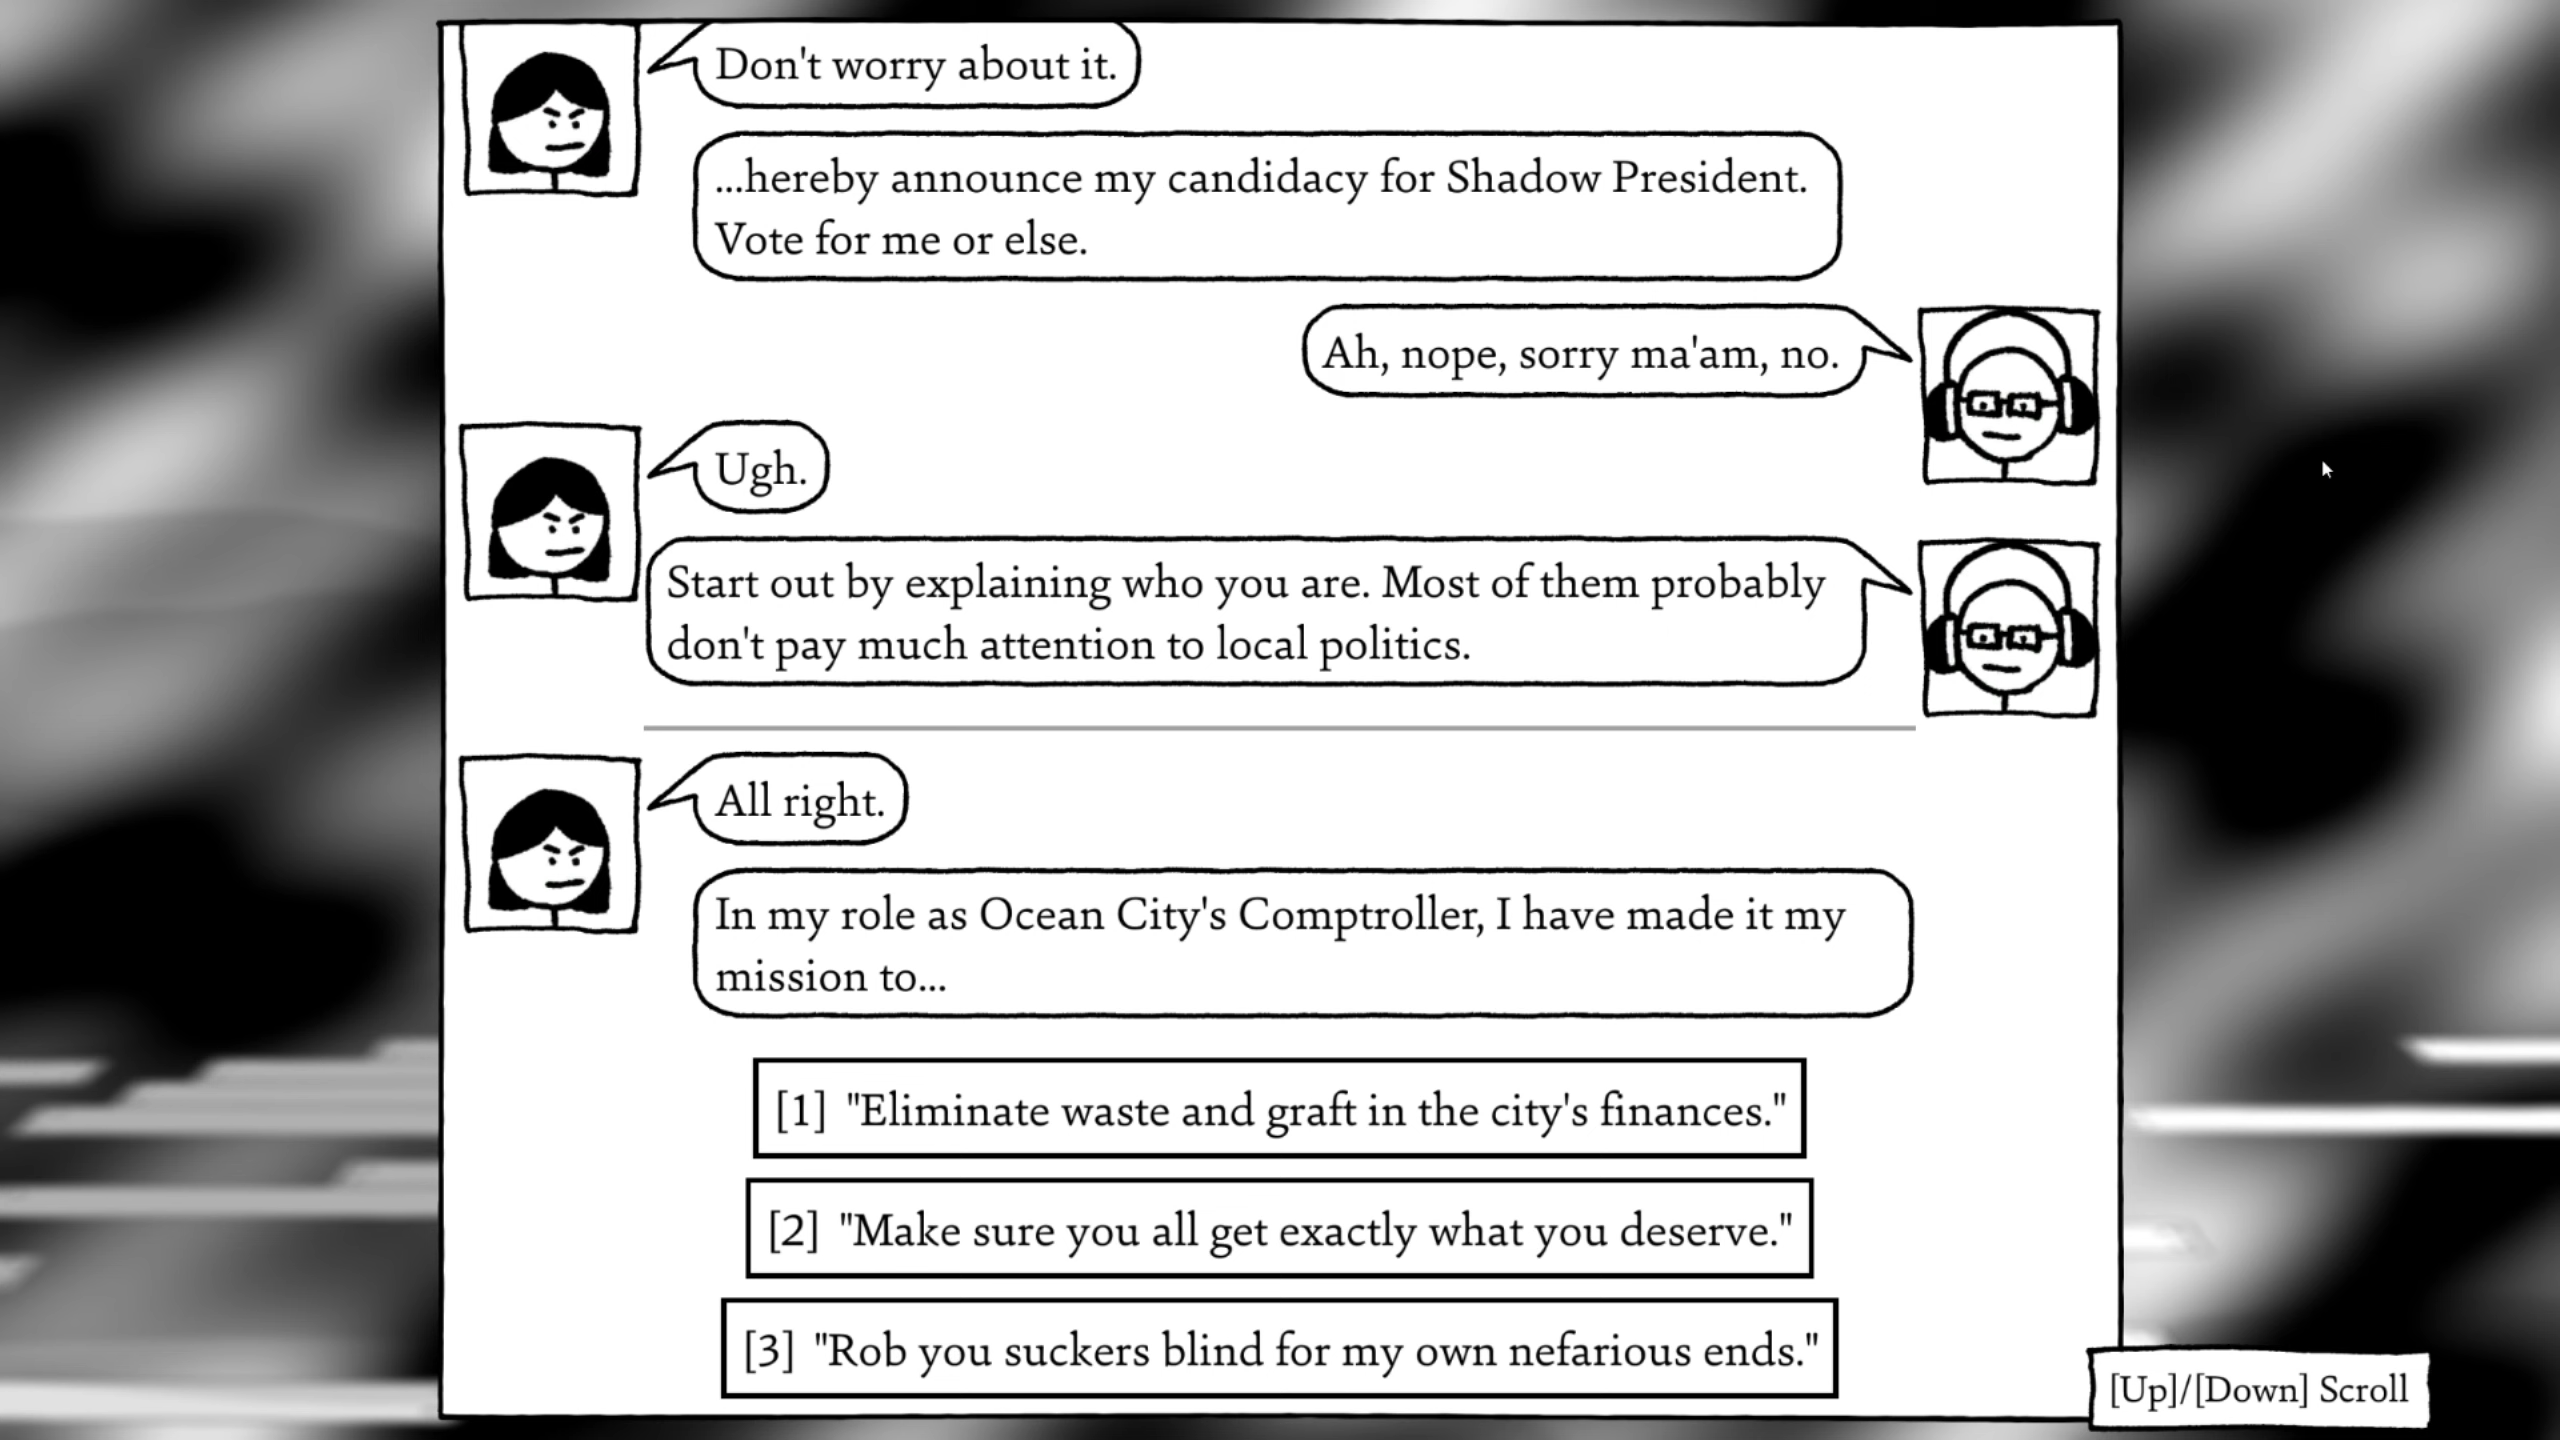 Don't worry about it.
...hereby announce my candidacy for Shadow President.
Vote for me or else.
Ah, nope, sorry ma'am, no.
Ugh.
Start out by explaining who you are. Most of them probably
don't pay much attention to local politics.
All right.
In my role as Ocean City's Comptroller, I have made it my
mission to...
[1] "Eliminate waste and graft in the city's finances."
[2] "Make sure you all get exactly what you deserve."
[3] "Rob you suckers blind for my own nefarious ends."
[Up]/[Down] Scroll